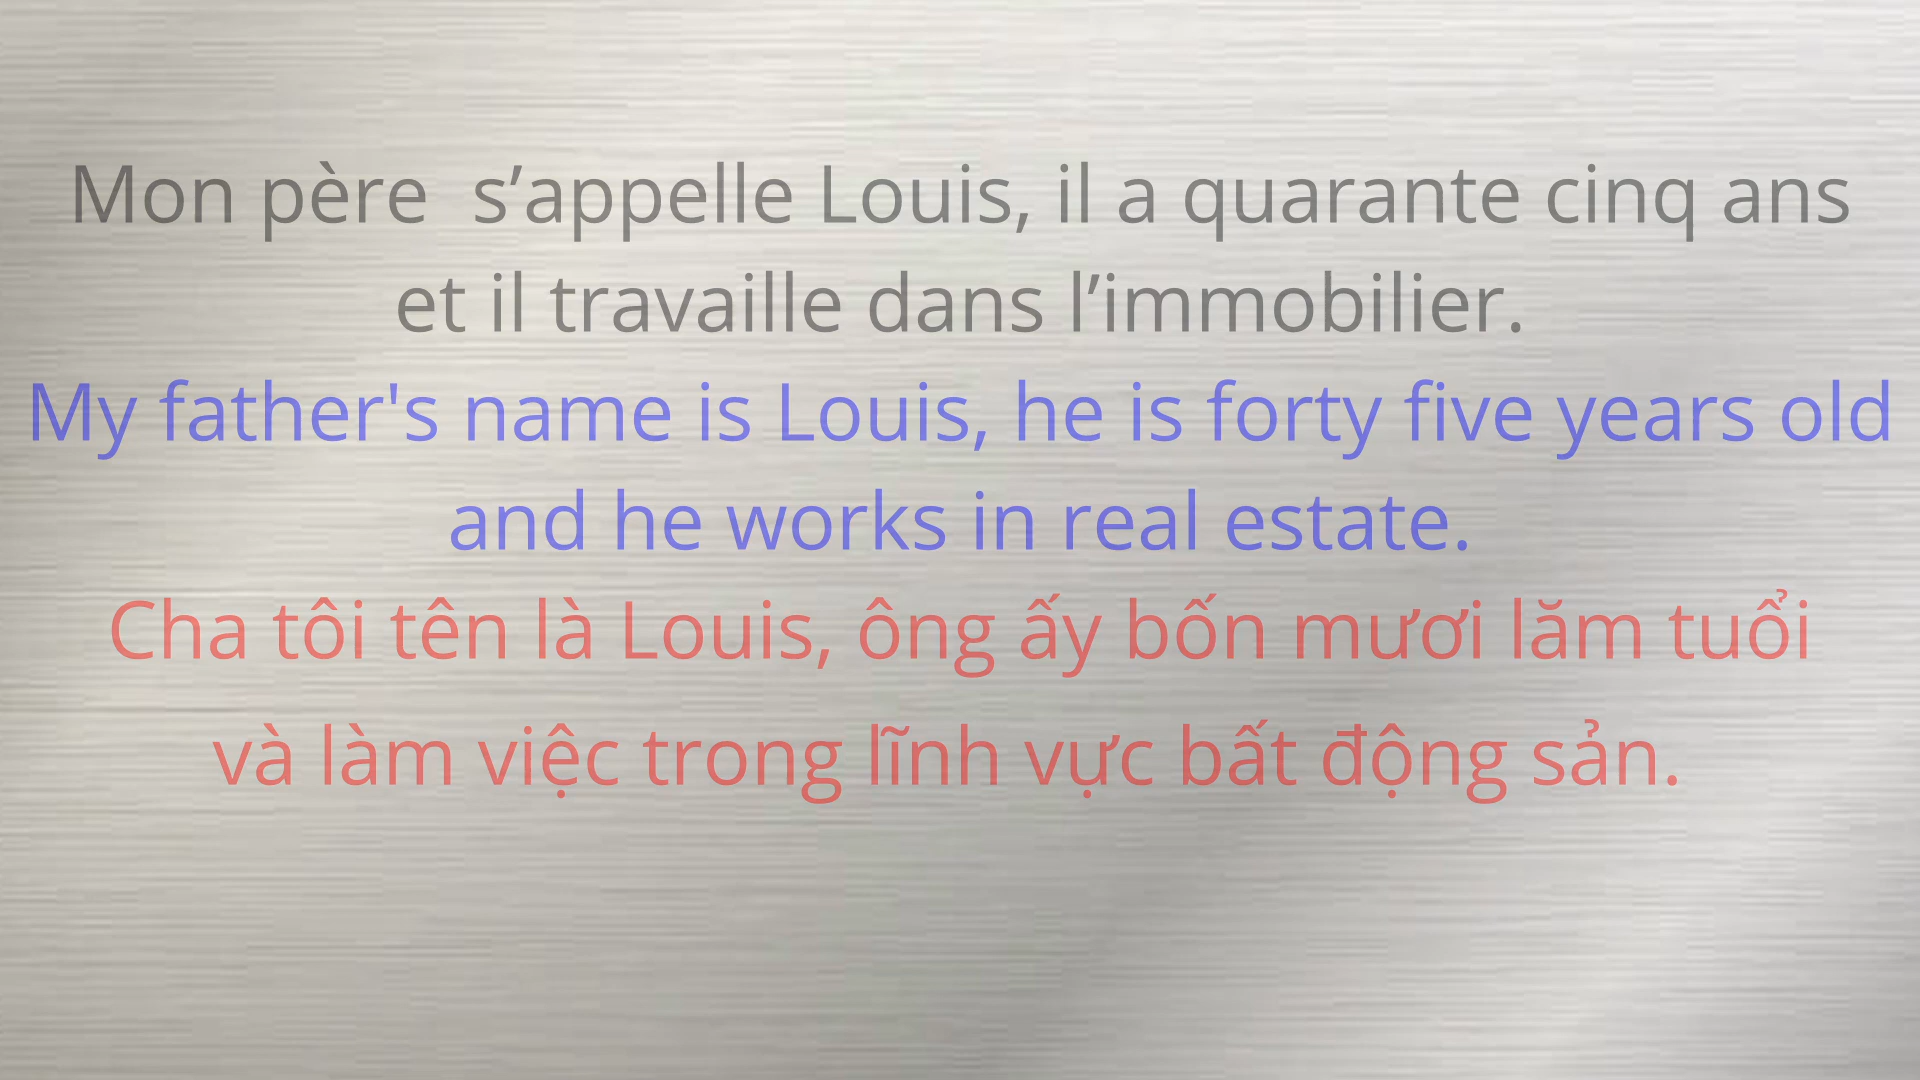 Mon père  s’appelle Louis, il a quarante cinq ans
et il travaille dans l’immobilier.
My father's name is Louis, he is forty five years old
and he works in real estate.
Cha tôi tên là Louis, ông ấy bốn mươi lăm tuổi
và làm việc trong lĩnh vực bất động sản.